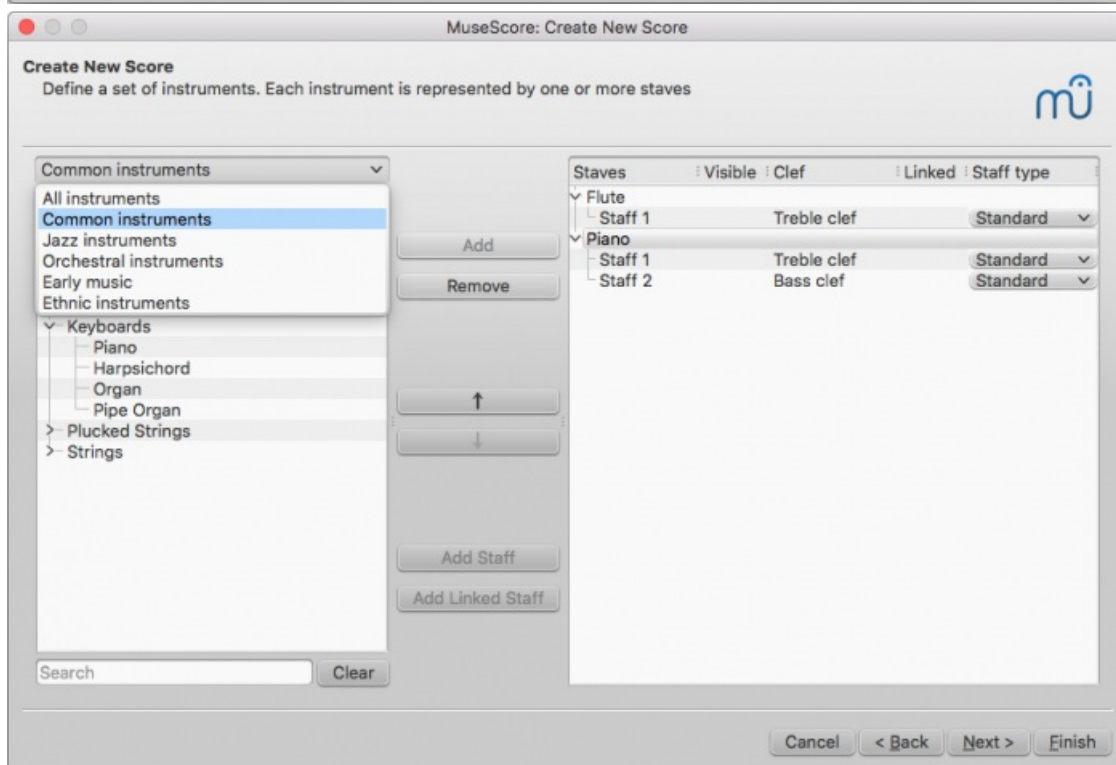 MuseScore: Create New Score
Create New Score
Define a set of instruments. Each instrument is represented by one or more staves
Common instruments
All instruments
Common instruments
Jazz instruments
Orchestral instruments
Early music
Ethnic instruments
Keyboards
Piano
Harpsichord
Organ
Pipe Organ
Plucked Strings
Strings
Search
Clear
Add
Remove
↑
↓
Add Staff
Add Linked Staff
Staves Visible Clef Linked Staff type
Flute
Staff 1 Treble clef Standard
Piano
Staff 1 Treble clef Standard
Staff 2 Bass clef Standard
Cancel < Back Next > Finish